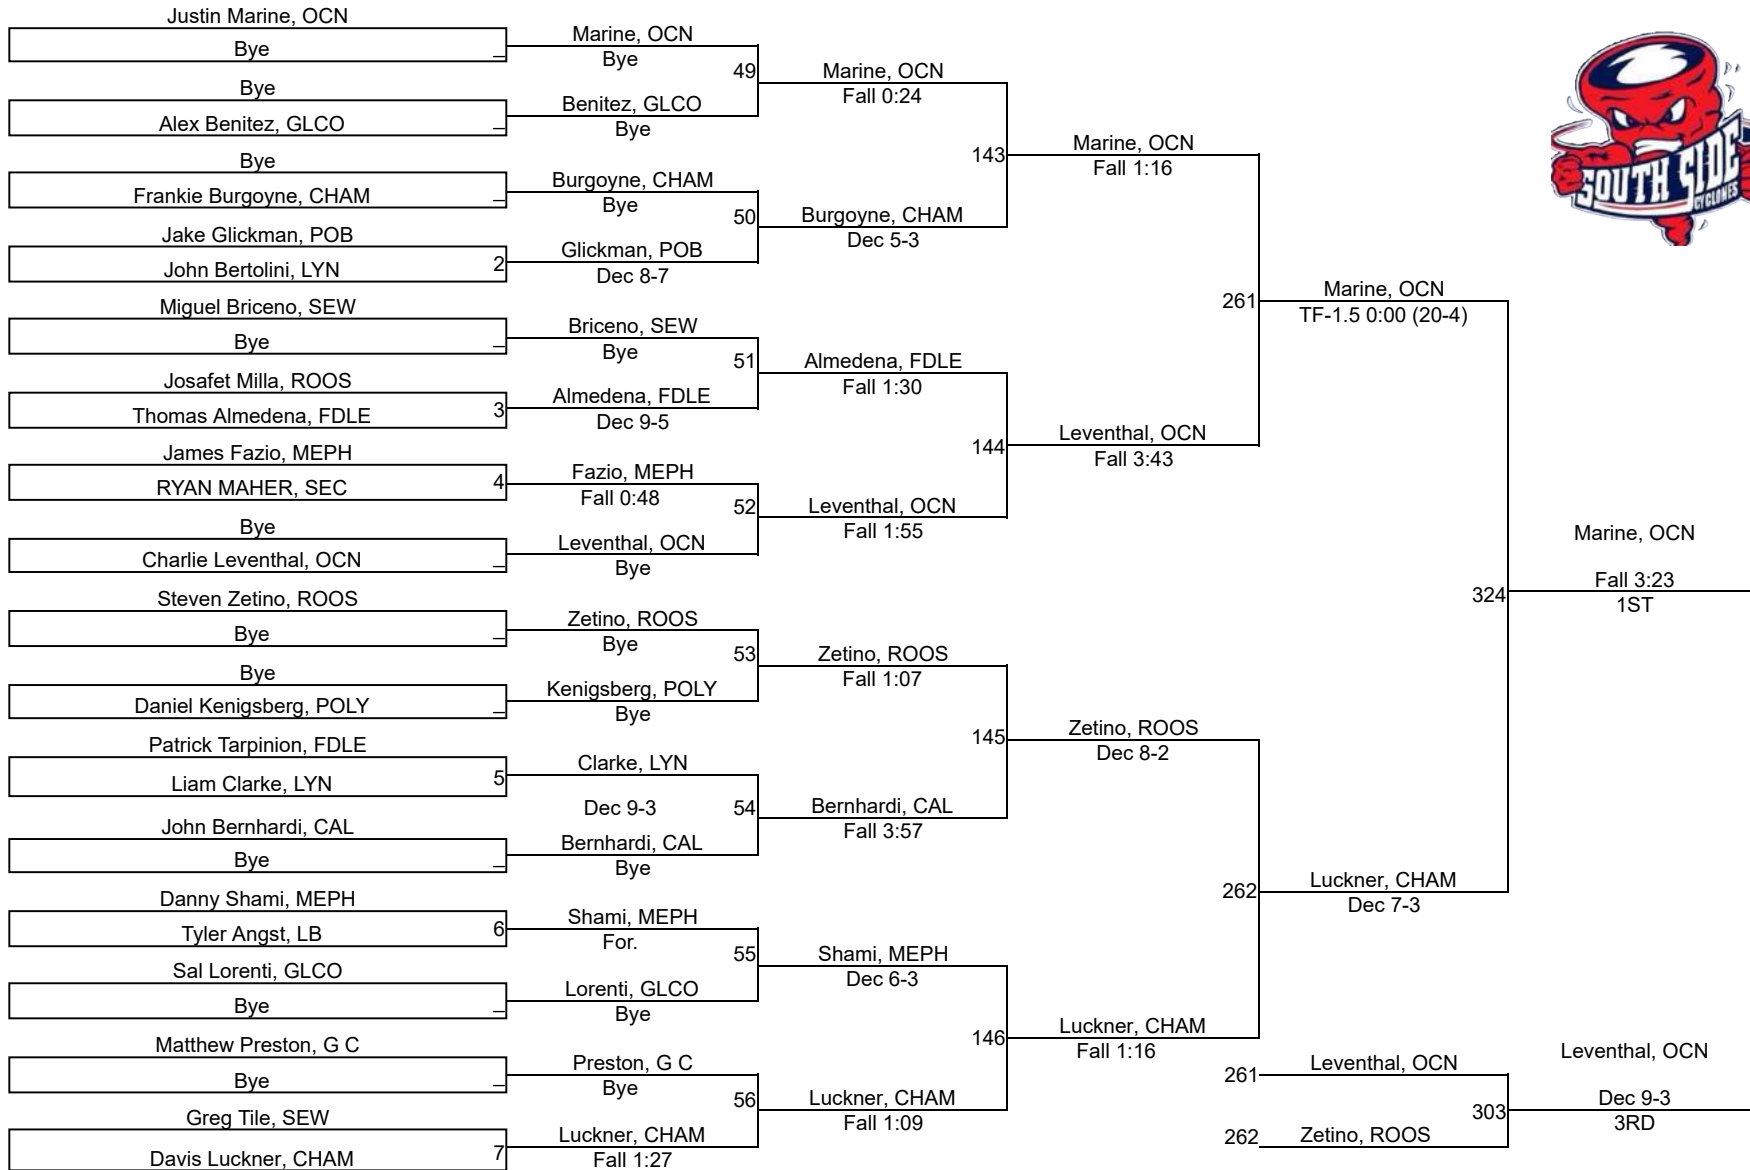 Justin Marine, OCN
Bye
Bye
Alex Benitez, GLCO
Bye
Frankie Burgoyne, CHAM
Jake Glickman, POB
John Bertolini, LYN
2
Miguel Briceno, SEW
Bye
Josafet Milla, ROOS
Thomas Almedena, FDLE
3
James Fazio, MEPH
RYAN MAHER, SEC
4
Bye
Charlie Leventhal, OCN
Steven Zetino, ROOS
Bye
Bye
Daniel Kenigsberg, POLY
Patrick Tarpinion, FDLE
Liam Clarke, LYN
5
John Bernhardi, CAL
Bye
Danny Shami, MEPH
Tyler Angst, LB
6
Sal Lorenti, GLCO
Bye
Matthew Preston, G C
Bye
Greg Tile, SEW
Davis Luckner, CHAM
7
Marine, OCN
Bye
49
Benitez, GLCO
Bye
Burgoyne, CHAM
Bye
50
Glickman, POB
Dec 8-7
Briceno, SEW
Bye
51
Almedena, FDLE
Dec 9-5
Fazio, MEPH
Fall 0:48
52
Leventhal, OCN
Bye
Zetino, ROOS
Bye
53
Kenigsberg, POLY
Bye
Clarke, LYN
Dec 9-3
54
Bernhardi, CAL
Bye
Shami, MEPH
For.
55
Lorenti, GLCO
Bye
Preston, G C
Bye
56
Luckner, CHAM
Fall 1:27
Marine, OCN
Fall 0:24
143
Burgoyne, CHAM
Dec 5-3
Almedena, FDLE
Fall 1:30
144
Leventhal, OCN
Fall 1:55
Zetino, ROOS
Fall 1:07
145
Bernhardi, CAL
Fall 3:57
Shami, MEPH
Dec 6-3
146
Luckner, CHAM
Fall 1:09
Marine, OCN
Fall 1:16
261
Leventhal, OCN
Fall 3:43
Zetino, ROOS
Dec 8-2
262
Luckner, CHAM
Fall 1:16
Marine, OCN
TF-1.5 0:00 (20-4)
324
Luckner, CHAM
Dec 7-3
261
Leventhal, OCN
303
262
Zetino, ROOS
SOUTH SIDE
CYCLONES
Marine, OCN
Fall 3:23
1ST
Leventhal, OCN
Dec 9-3
3RD